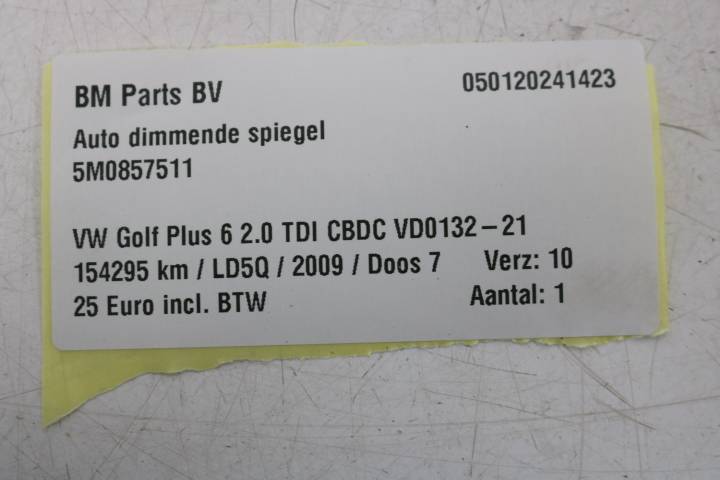 BM Parts BV 050120241423
Auto dimmende spiegel
5M0857511
VW Golf Plus 6 2.0 TDI CBDC VD0132-21
154295 km / LD5Q / 2009 / Doos 7 Verz: 10
25 Euro incl. BTW Aantal: 1